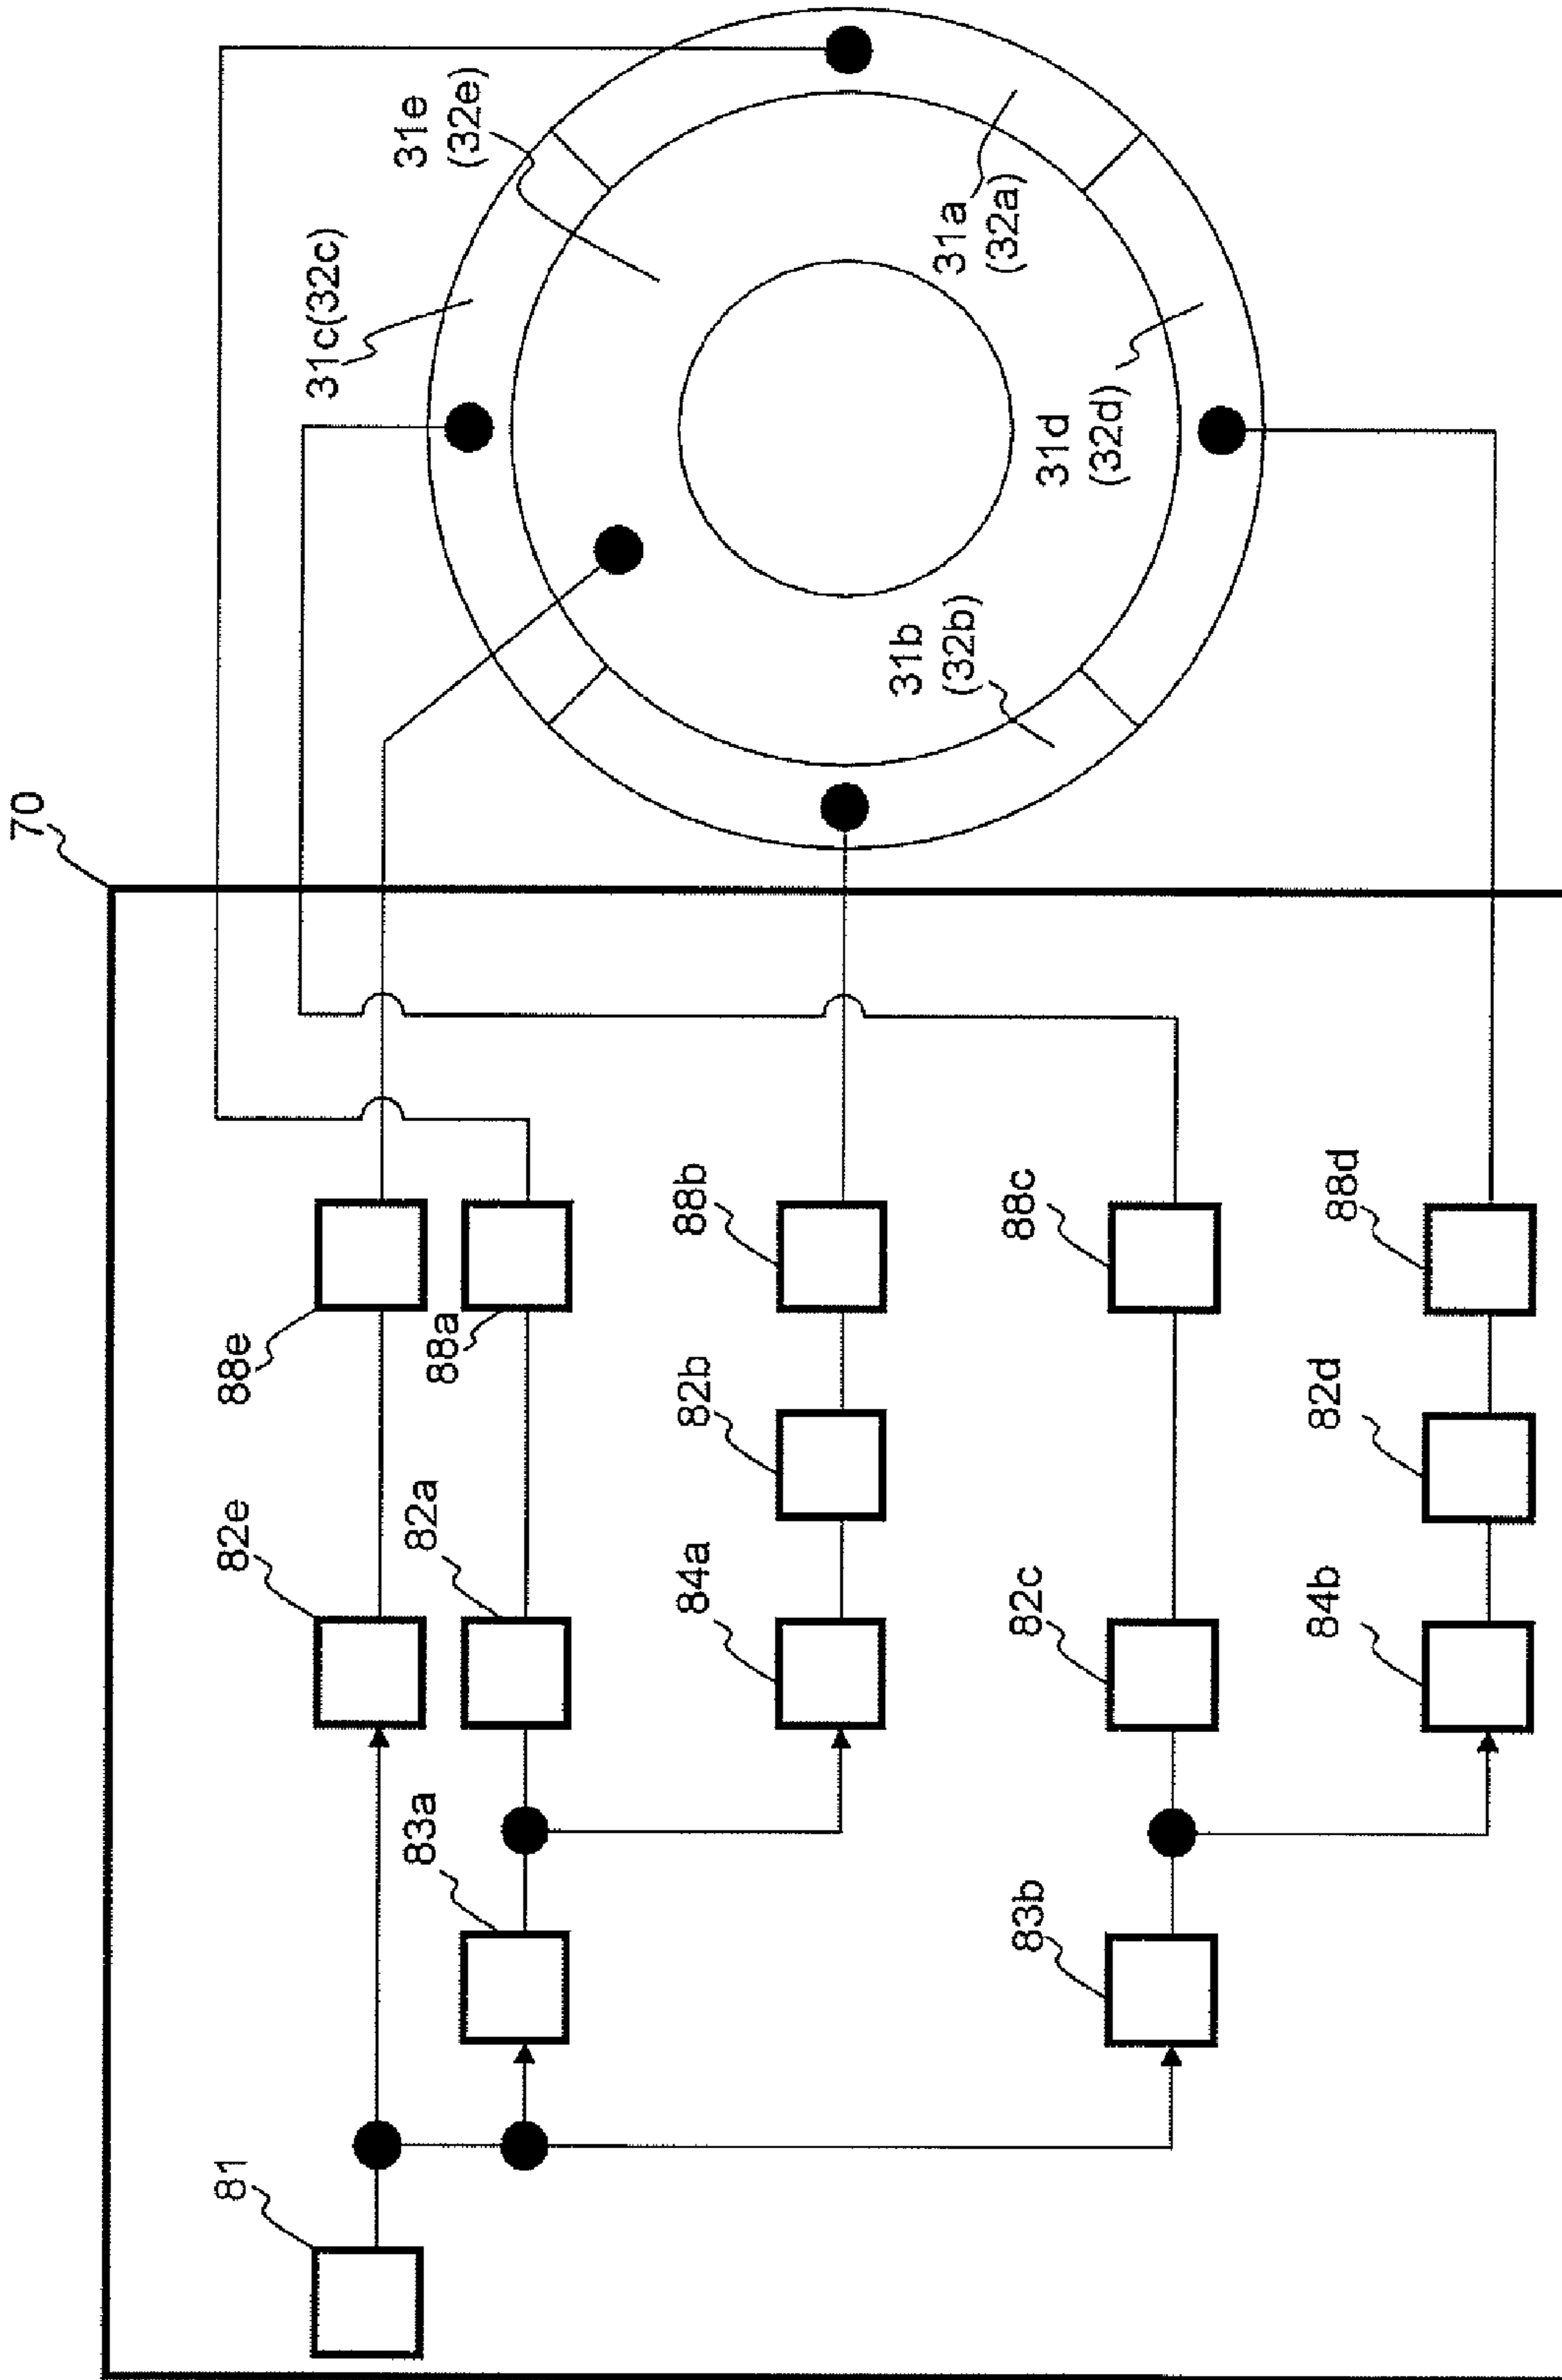 70
81
82e
88e
83a
82a
88a
84a
82b
88b
83b
82c
88c
84b
82d
88d
31c(32c)
31e
(32e)
31a
(32a)
31b
(32b)
31d
(32d)